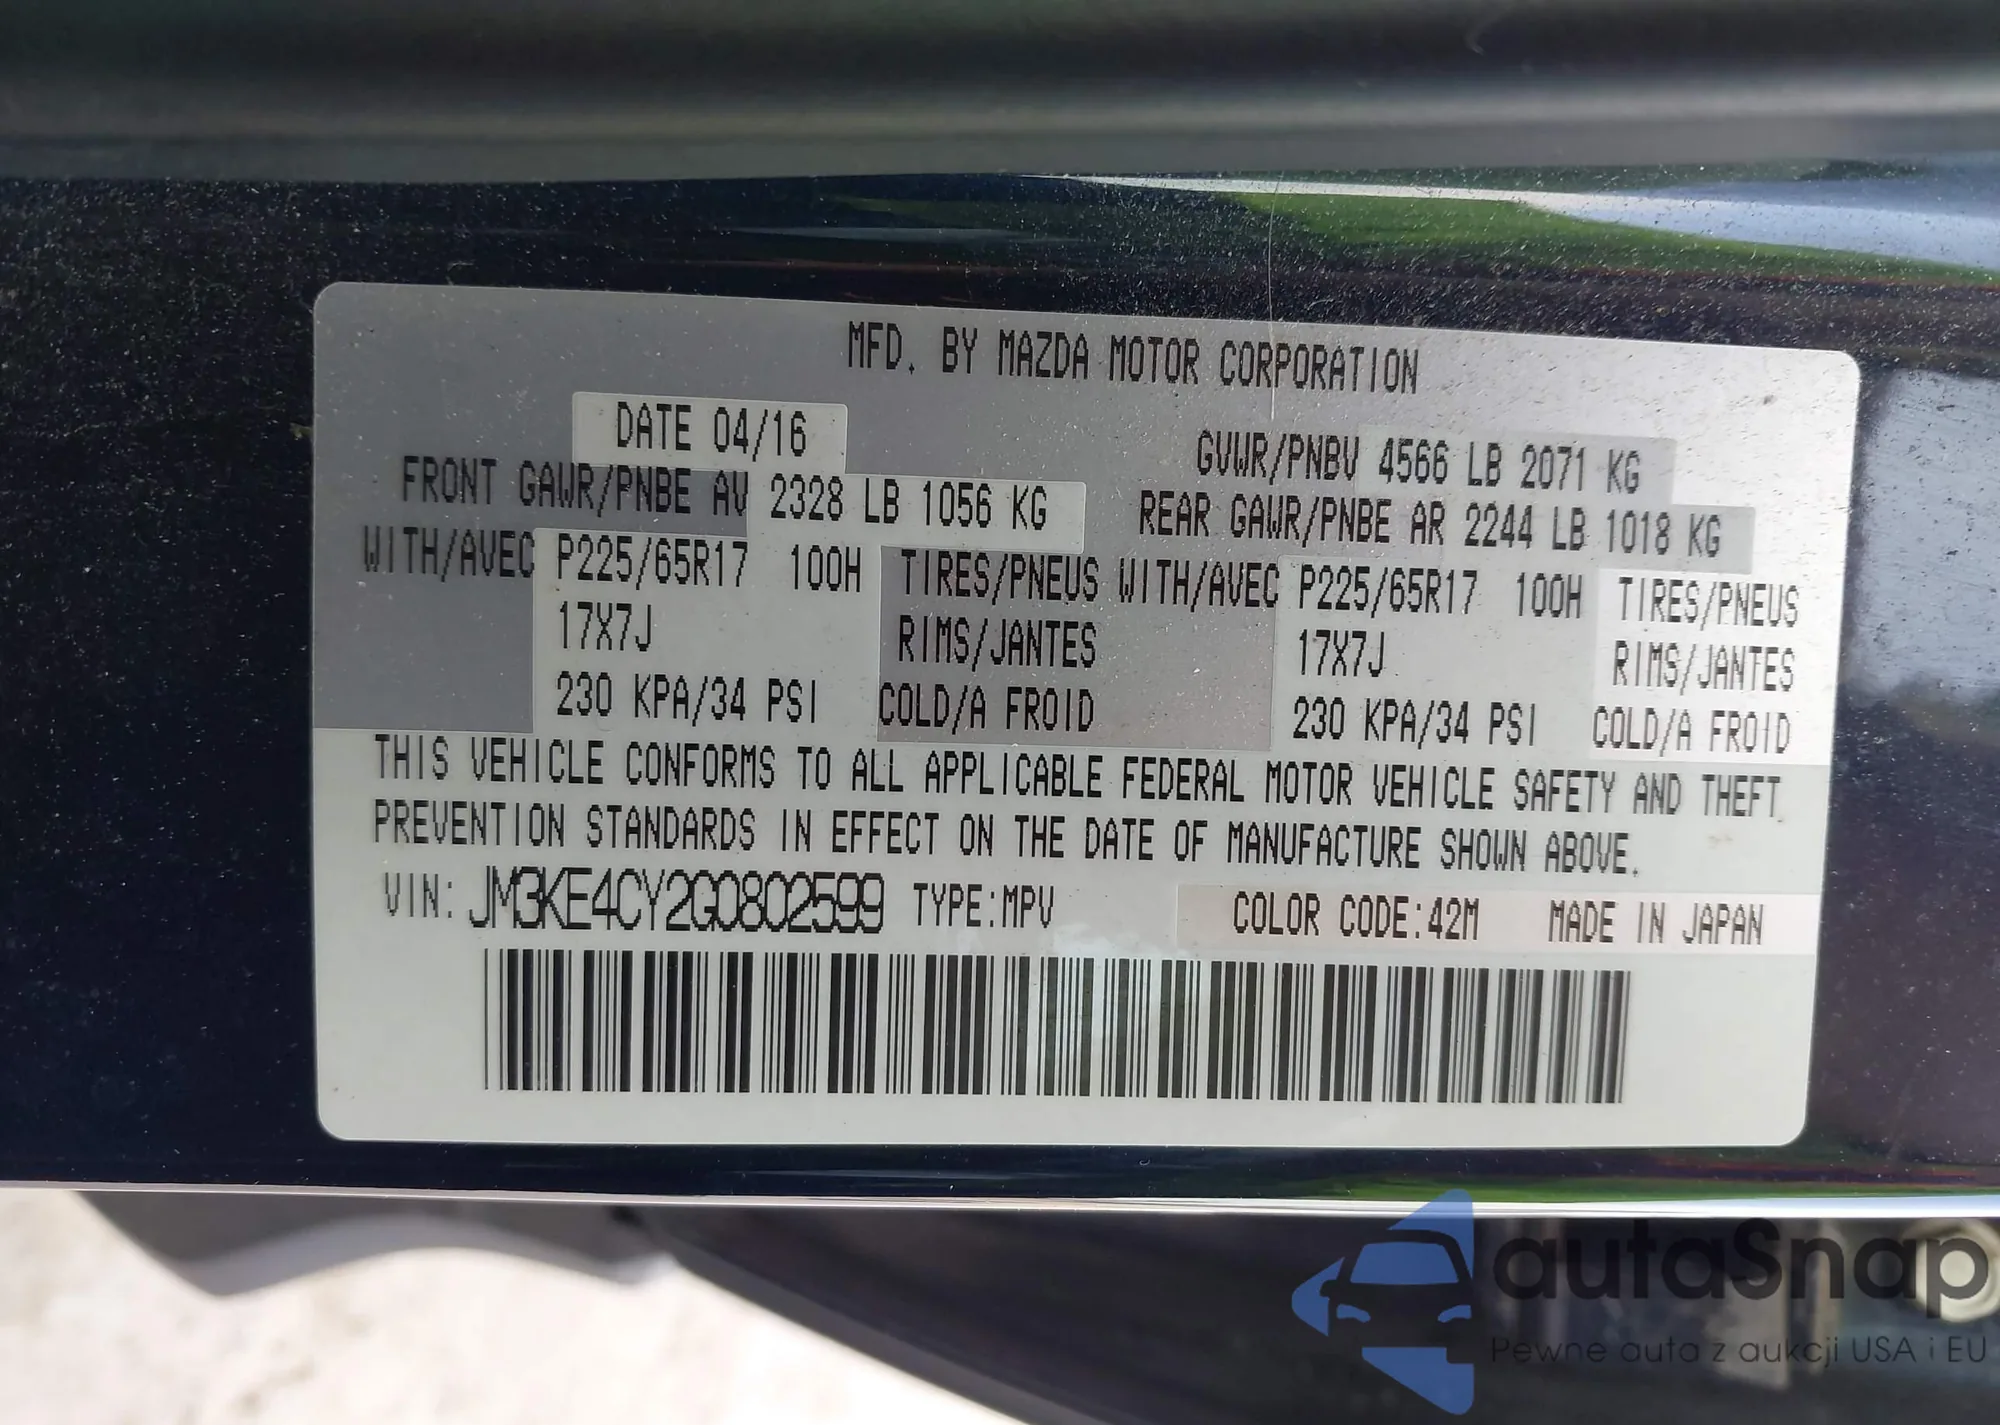 MFD. BY MAZDA MOTOR CORPORATION
DATE 04/16
GVWR/PNBV 4566 LB 2071 KG
FRONT GAWR/PNBE AV 2328 LB 1056 KG
REAR GAWR/PNBE AR 2244 LB 1018 KG
WITH/AVEC P225/65R17 100H TIRES/PNEUS WITH/AVEC P225/65R17 100H TIRES/PNEUS
17X7J RIMS/JANTES 17X7J RIMS/JANTES
230 KPA/34 PSI COLD/A FROID 230 KPA/34 PSI COLD/A FROID
THIS VEHICLE CONFORMS TO ALL APPLICABLE FEDERAL MOTOR VEHICLE SAFETY AND THEFT
PREVENTION STANDARDS IN EFFECT ON THE DATE OF MANUFACTURE SHOWN ABOVE.
VIN: JM3KE4CY2G0802599 TYPE:MPV COLOR CODE:42M MADE IN JAPAN
autaSnap
Pewne auta z aukcji USA i EU